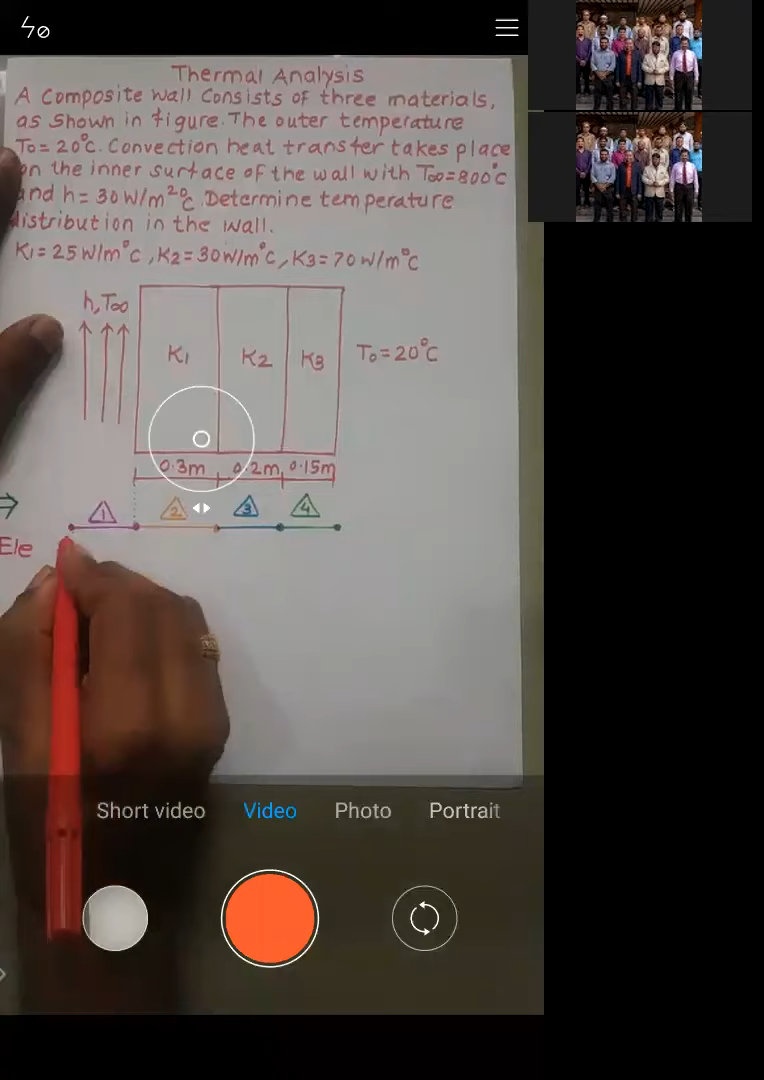 Thermal Analysis
A Composite wall Consists of three materials,
as shown in figure. The outer temperature
T₀ = 20°C. Convection heat transfer takes place
on the inner surface of the wall with T∞=800°C
and h= 30 W/m²°C. Determine temperature
distribution in the wall.
K1 = 25 W/m°C, K2 = 30 W/m°C, K3 = 70 W/m°C
h, T∞
K1 K2 K3 T₀ = 20°C
0.3m 0.2m 0.15m
1 2 3 4
Ele
Short video Video Photo Portrait